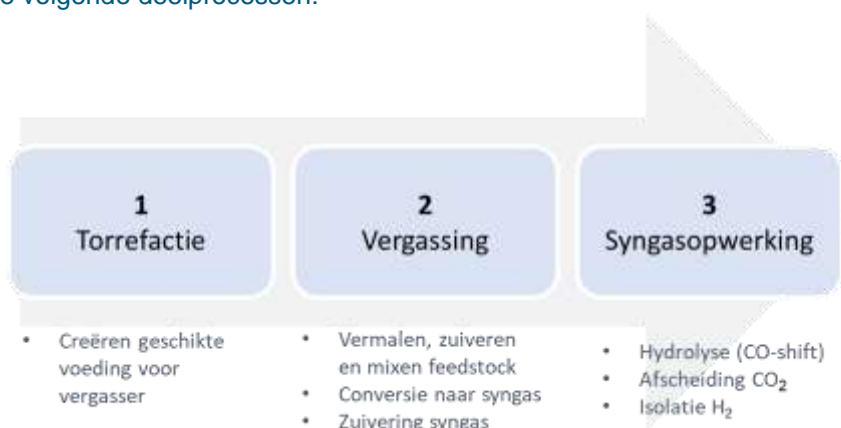 volgende deelprocessen:
1
Torrefactie
2
Vergassing
3
Syngasopwerking
• Creëren geschikte
voeding voor
vergasser
• Vermalen, zuiveren
en mixen feedstock
• Conversie naar syngas
• Zuivering syngas
• Hydrolyse (CO-shift)
• Afscheiding CO₂
• Isolatie H₂